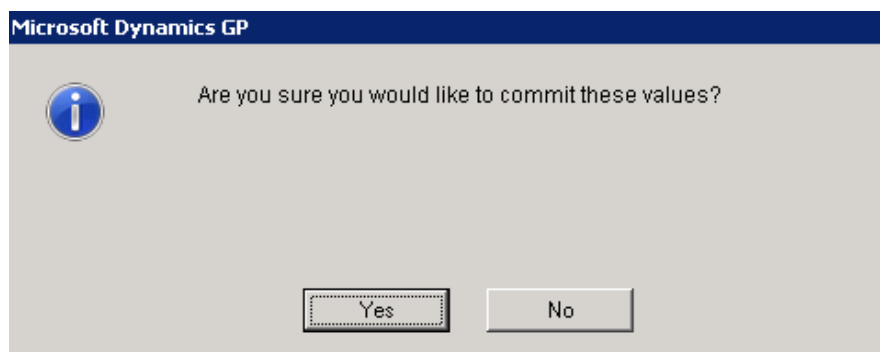 Microsoft Dynamics GP
Are you sure you would like to commit these values?
Yes No